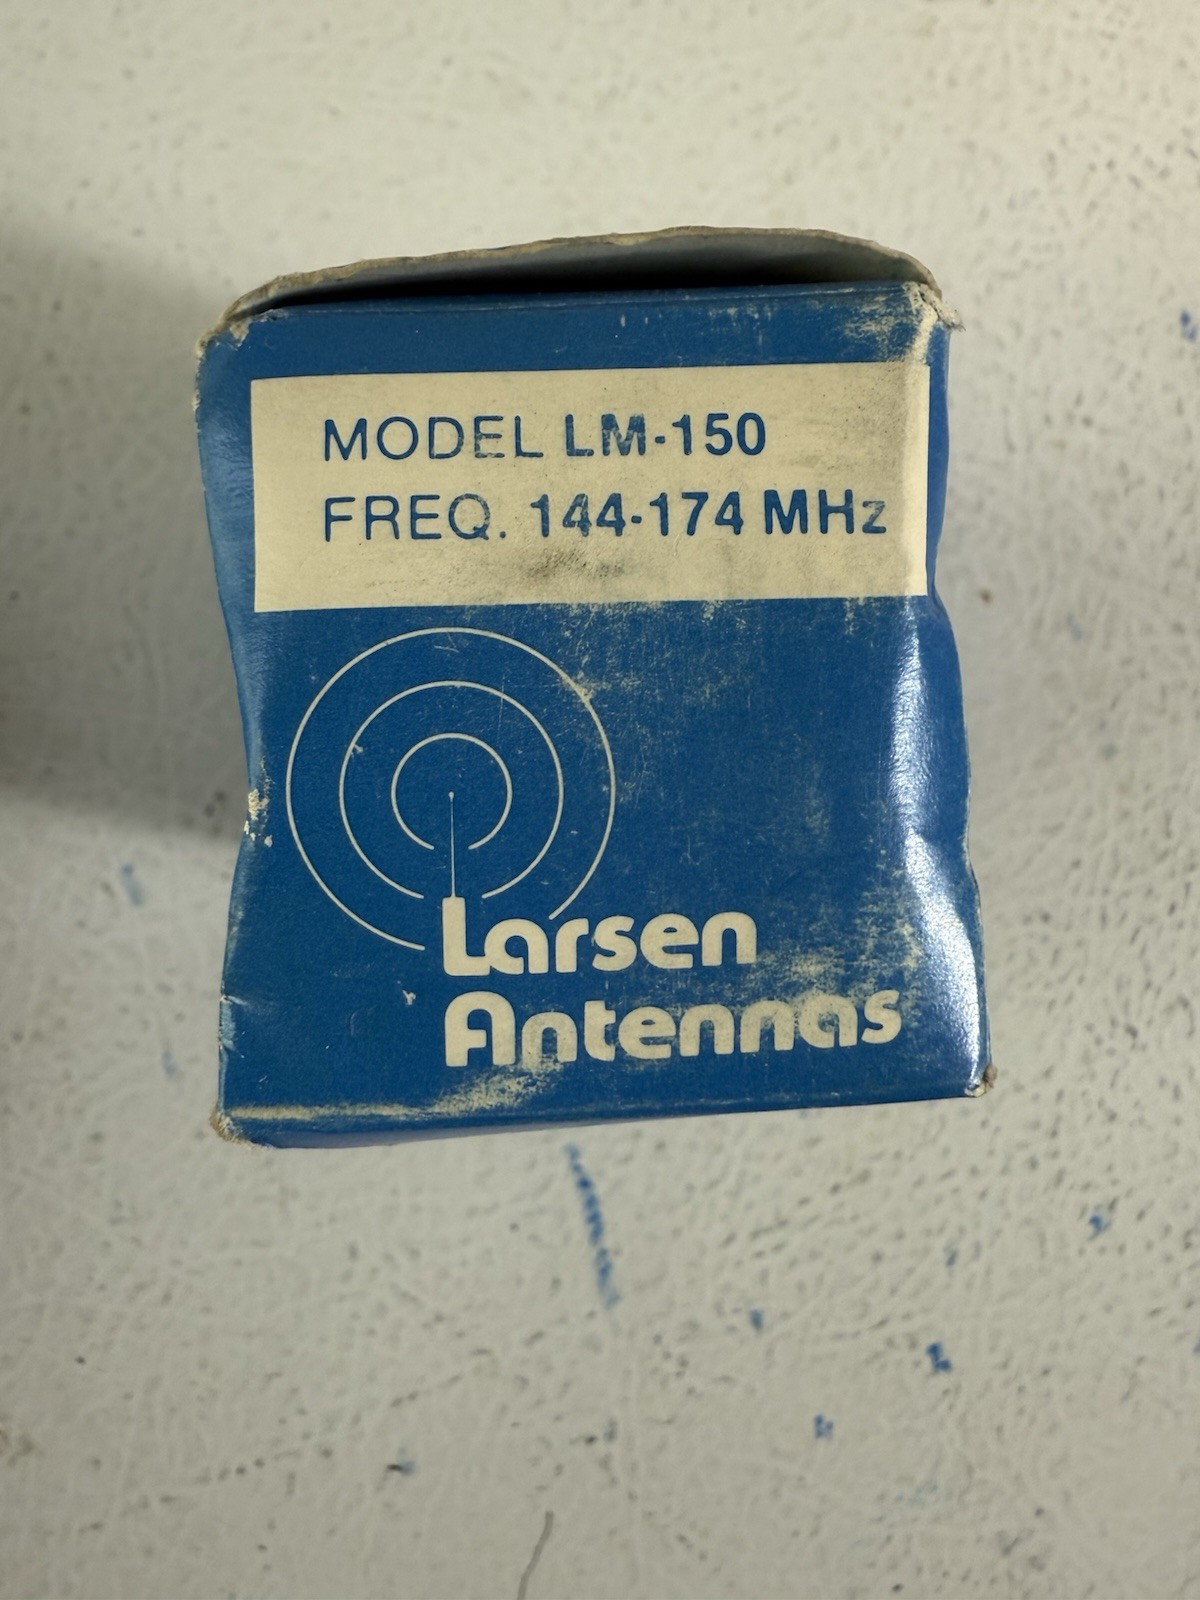 MODEL LM-150
FREQ. 144-174 MHz
Larsen
Antennas